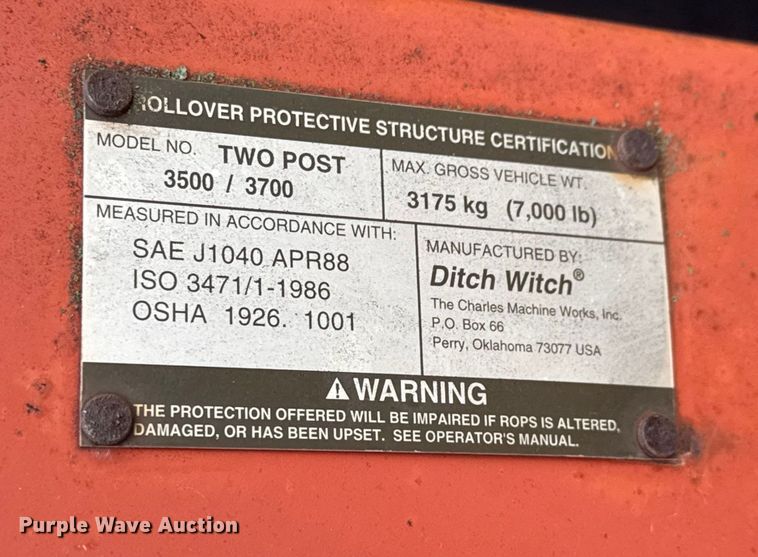 ROLLOVER PROTECTIVE STRUCTURE CERTIFICATION
MODEL NO. TWO POST
3500 / 3700
MAX. GROSS VEHICLE WT.
3175 kg (7,000 lb)
MEASURED IN ACCORDANCE WITH:
SAE J1040 APR88
ISO 3471/1-1986
OSHA 1926. 1001
MANUFACTURED BY:
Ditch Witch®
The Charles Machine Works, Inc.
P.O. Box 66
Perry, Oklahoma 73077 USA
⚠WARNING
THE PROTECTION OFFERED WILL BE IMPAIRED IF ROPS IS ALTERED,
DAMAGED, OR HAS BEEN UPSET. SEE OPERATOR'S MANUAL.
Purple Wave Auction